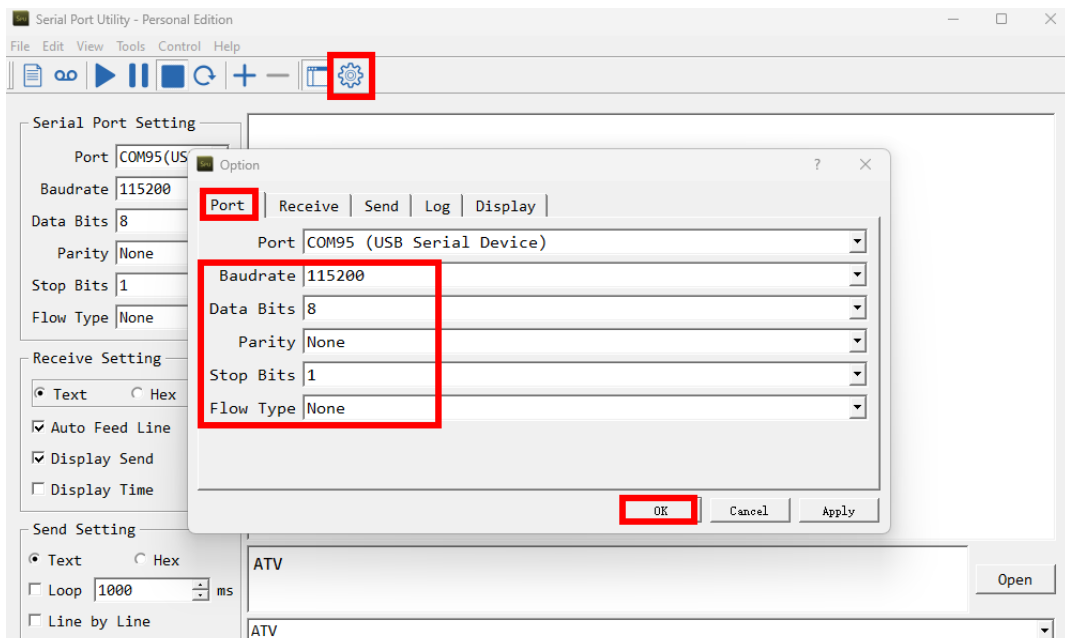 Serial Port Utility - Personal Edition
File Edit View Tools Control Help
Serial Port Setting
Port COM95(US
Baudrate 115200
Data Bits 8
Parity None
Stop Bits 1
Flow Type None
Receive Setting
Text Hex
Auto Feed Line
Display Send
Display Time
Send Setting
Text Hex
Loop 1000 ms
Line by Line
Option ?
Port Receive Send Log Display
Port COM95 (USB Serial Device)
Baudrate 115200
Data Bits 8
Parity None
Stop Bits 1
Flow Type None
OK Cancel Apply
ATV
Open
ATV